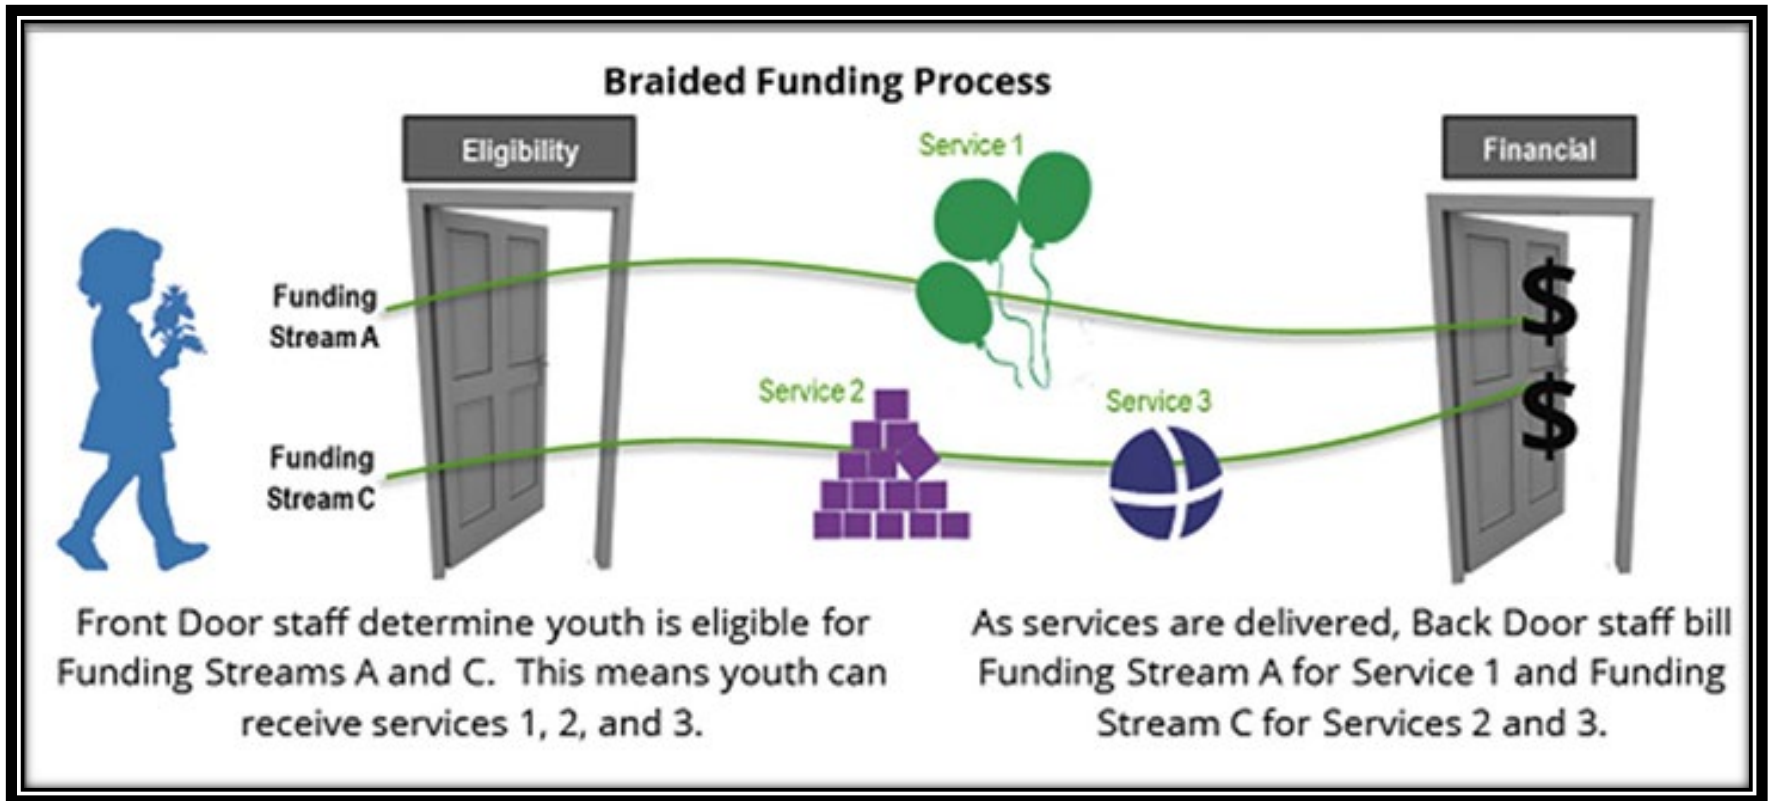 Braided Funding Process
Eligibility
Financial
Service 1
Funding
Stream A
$
Service 2
Service 3
$
Funding
Stream C
Front Door staff determine youth is eligible for
Funding Streams A and C. This means youth can
receive services 1, 2, and 3.
As services are delivered, Back Door staff bill
Funding Stream A for Service 1 and Funding
Stream C for Services 2 and 3.